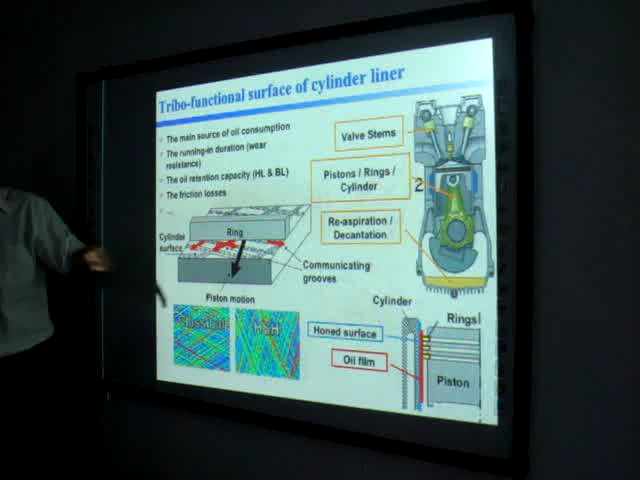 Tribo-functional surface of cylinder liner
The main source of oil consumption
The running-in duration (wear
resistance)
The oil retention capacity (HL & BL)
The friction losses
Valve Stems
Pistons / Rings /
Cylinder
2
Re-aspiration /
Decantation
Ring
Cylinder
surface
Communicating
grooves
Piston motion
HSH
Cylinder
Rings
Honed surface
Oil film
Piston